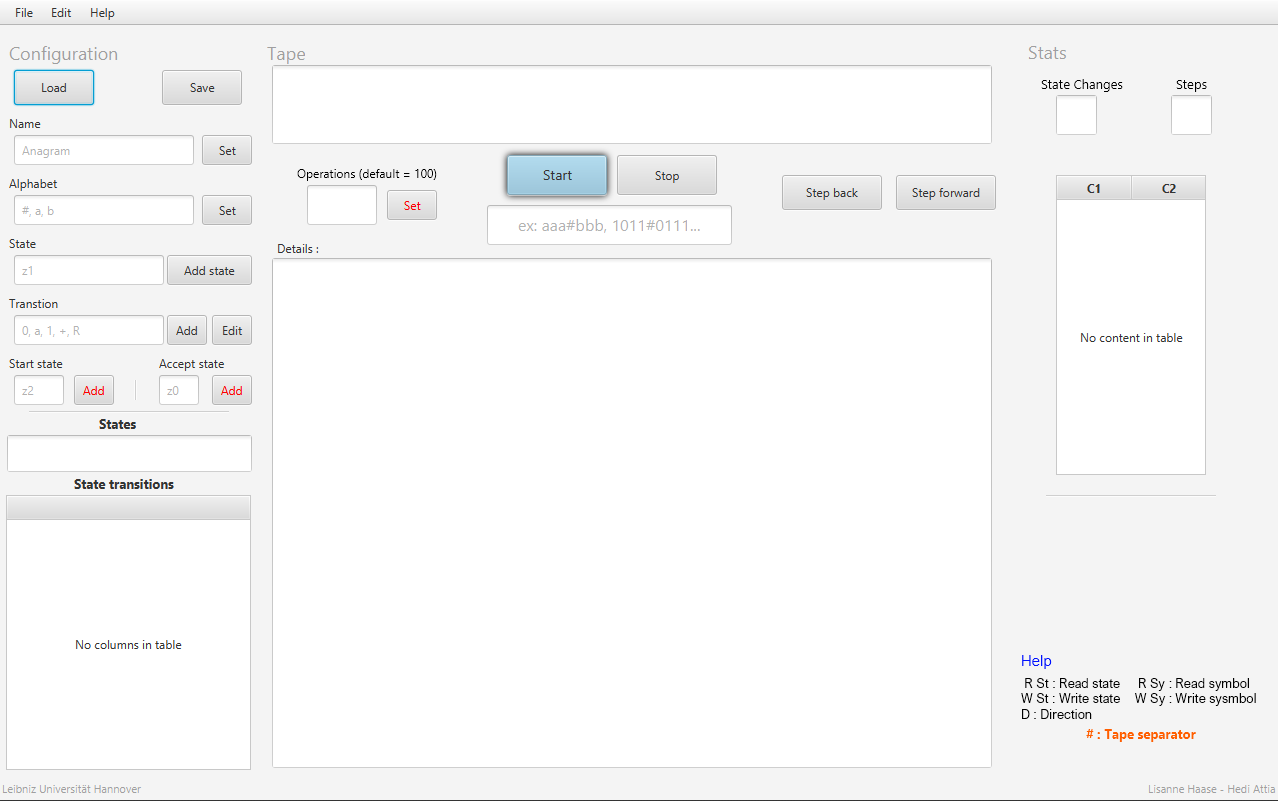 File Edit Help
Configuration
Load Save
Name
Anagram Set
Alphabet
#, a, b Set
State
z1 Add state
Transtion
0, a, 1, +, R Add Edit
Start state Accept state
z2 Add z0 Add
States
State transitions
No columns in table
Tape
Operations (default = 100)
Set
Start Stop
ex: aaa#bbb, 1011#0111...
Step back Step forward
Details :
Stats
State Changes Steps
C1 C2
No content in table
Help
R St : Read state R Sy : Read symbol
W St : Write state W Sy : Write sysmbol
D : Direction
# : Tape separator
Leibniz Universität Hannover
Lisanne Haase - Hedi Attia